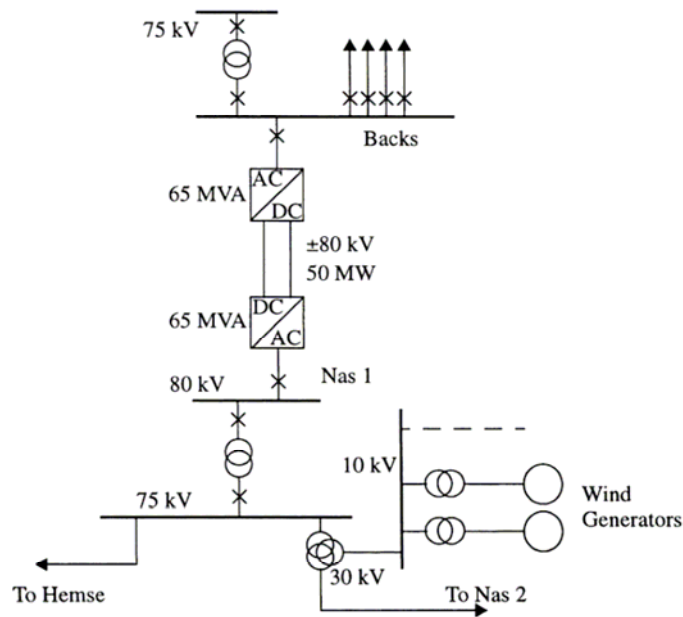 75 kV
Backs
65 MVA
AC
DC
±80 kV
50 MW
65 MVA
DC
AC
80 kV
Nas 1
10 kV
75 kV
Wind
Generators
30 kV
To Hemse
To Nas 2